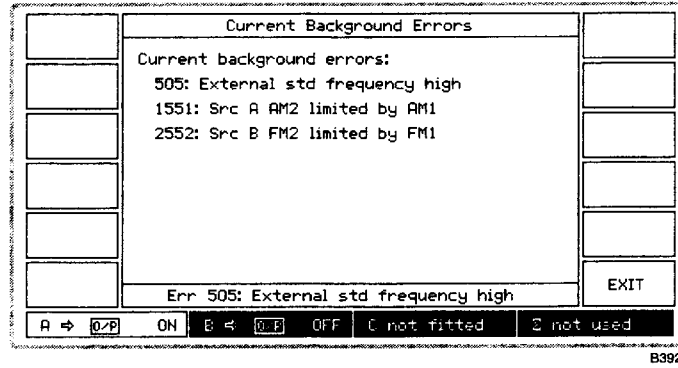 Current Background Errors
Current background errors:
505: External std frequency high
1551: Src A AM2 limited by AM1
2552: Src B FM2 limited by FM1
Err 505: External std frequency high
EXIT
A ⇨ O/P ON B ⇦ O/P OFF C not fitted Σ not used
B392